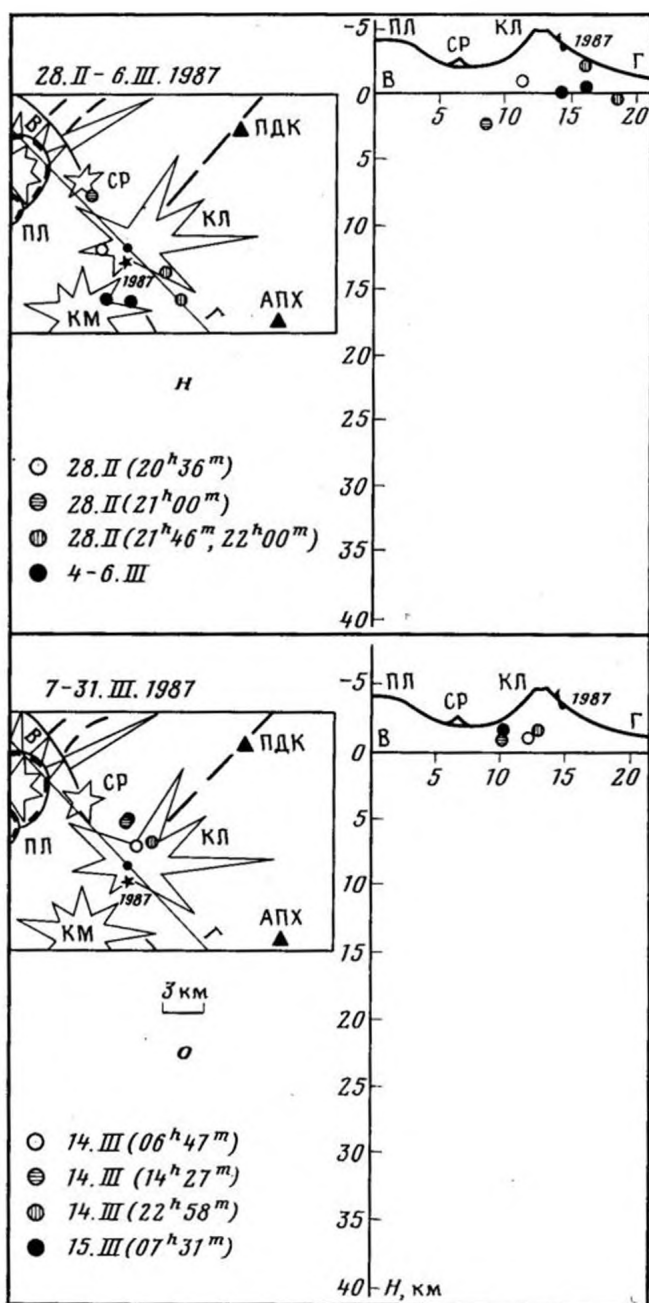 28.II – 6.III. 1987
В
СР
ПЛ
КЛ
ПДК
1987
КМ
Г
АПХ
н
28.II (20ʰ36ᵐ)
28.II (21ʰ00ᵐ)
28.II (21ʰ46ᵐ, 22ʰ00ᵐ)
4–6.III
-5
ПЛ
СР
КЛ
1987
Г
В
0
5 10 15 20
5
10
15
20
25
30
35
40
7–31.III. 1987
В
СР
ПЛ
КЛ
ПДК
1987
КМ
Г
АПХ
3 км
о
14.III (06ʰ47ᵐ)
14.III (14ʰ27ᵐ)
14.III (22ʰ58ᵐ)
15.III (07ʰ31ᵐ)
-5
ПЛ
СР
КЛ
1987
Г
В
0
5 10 15 20
5
10
15
20
25
30
35
40
Н, км